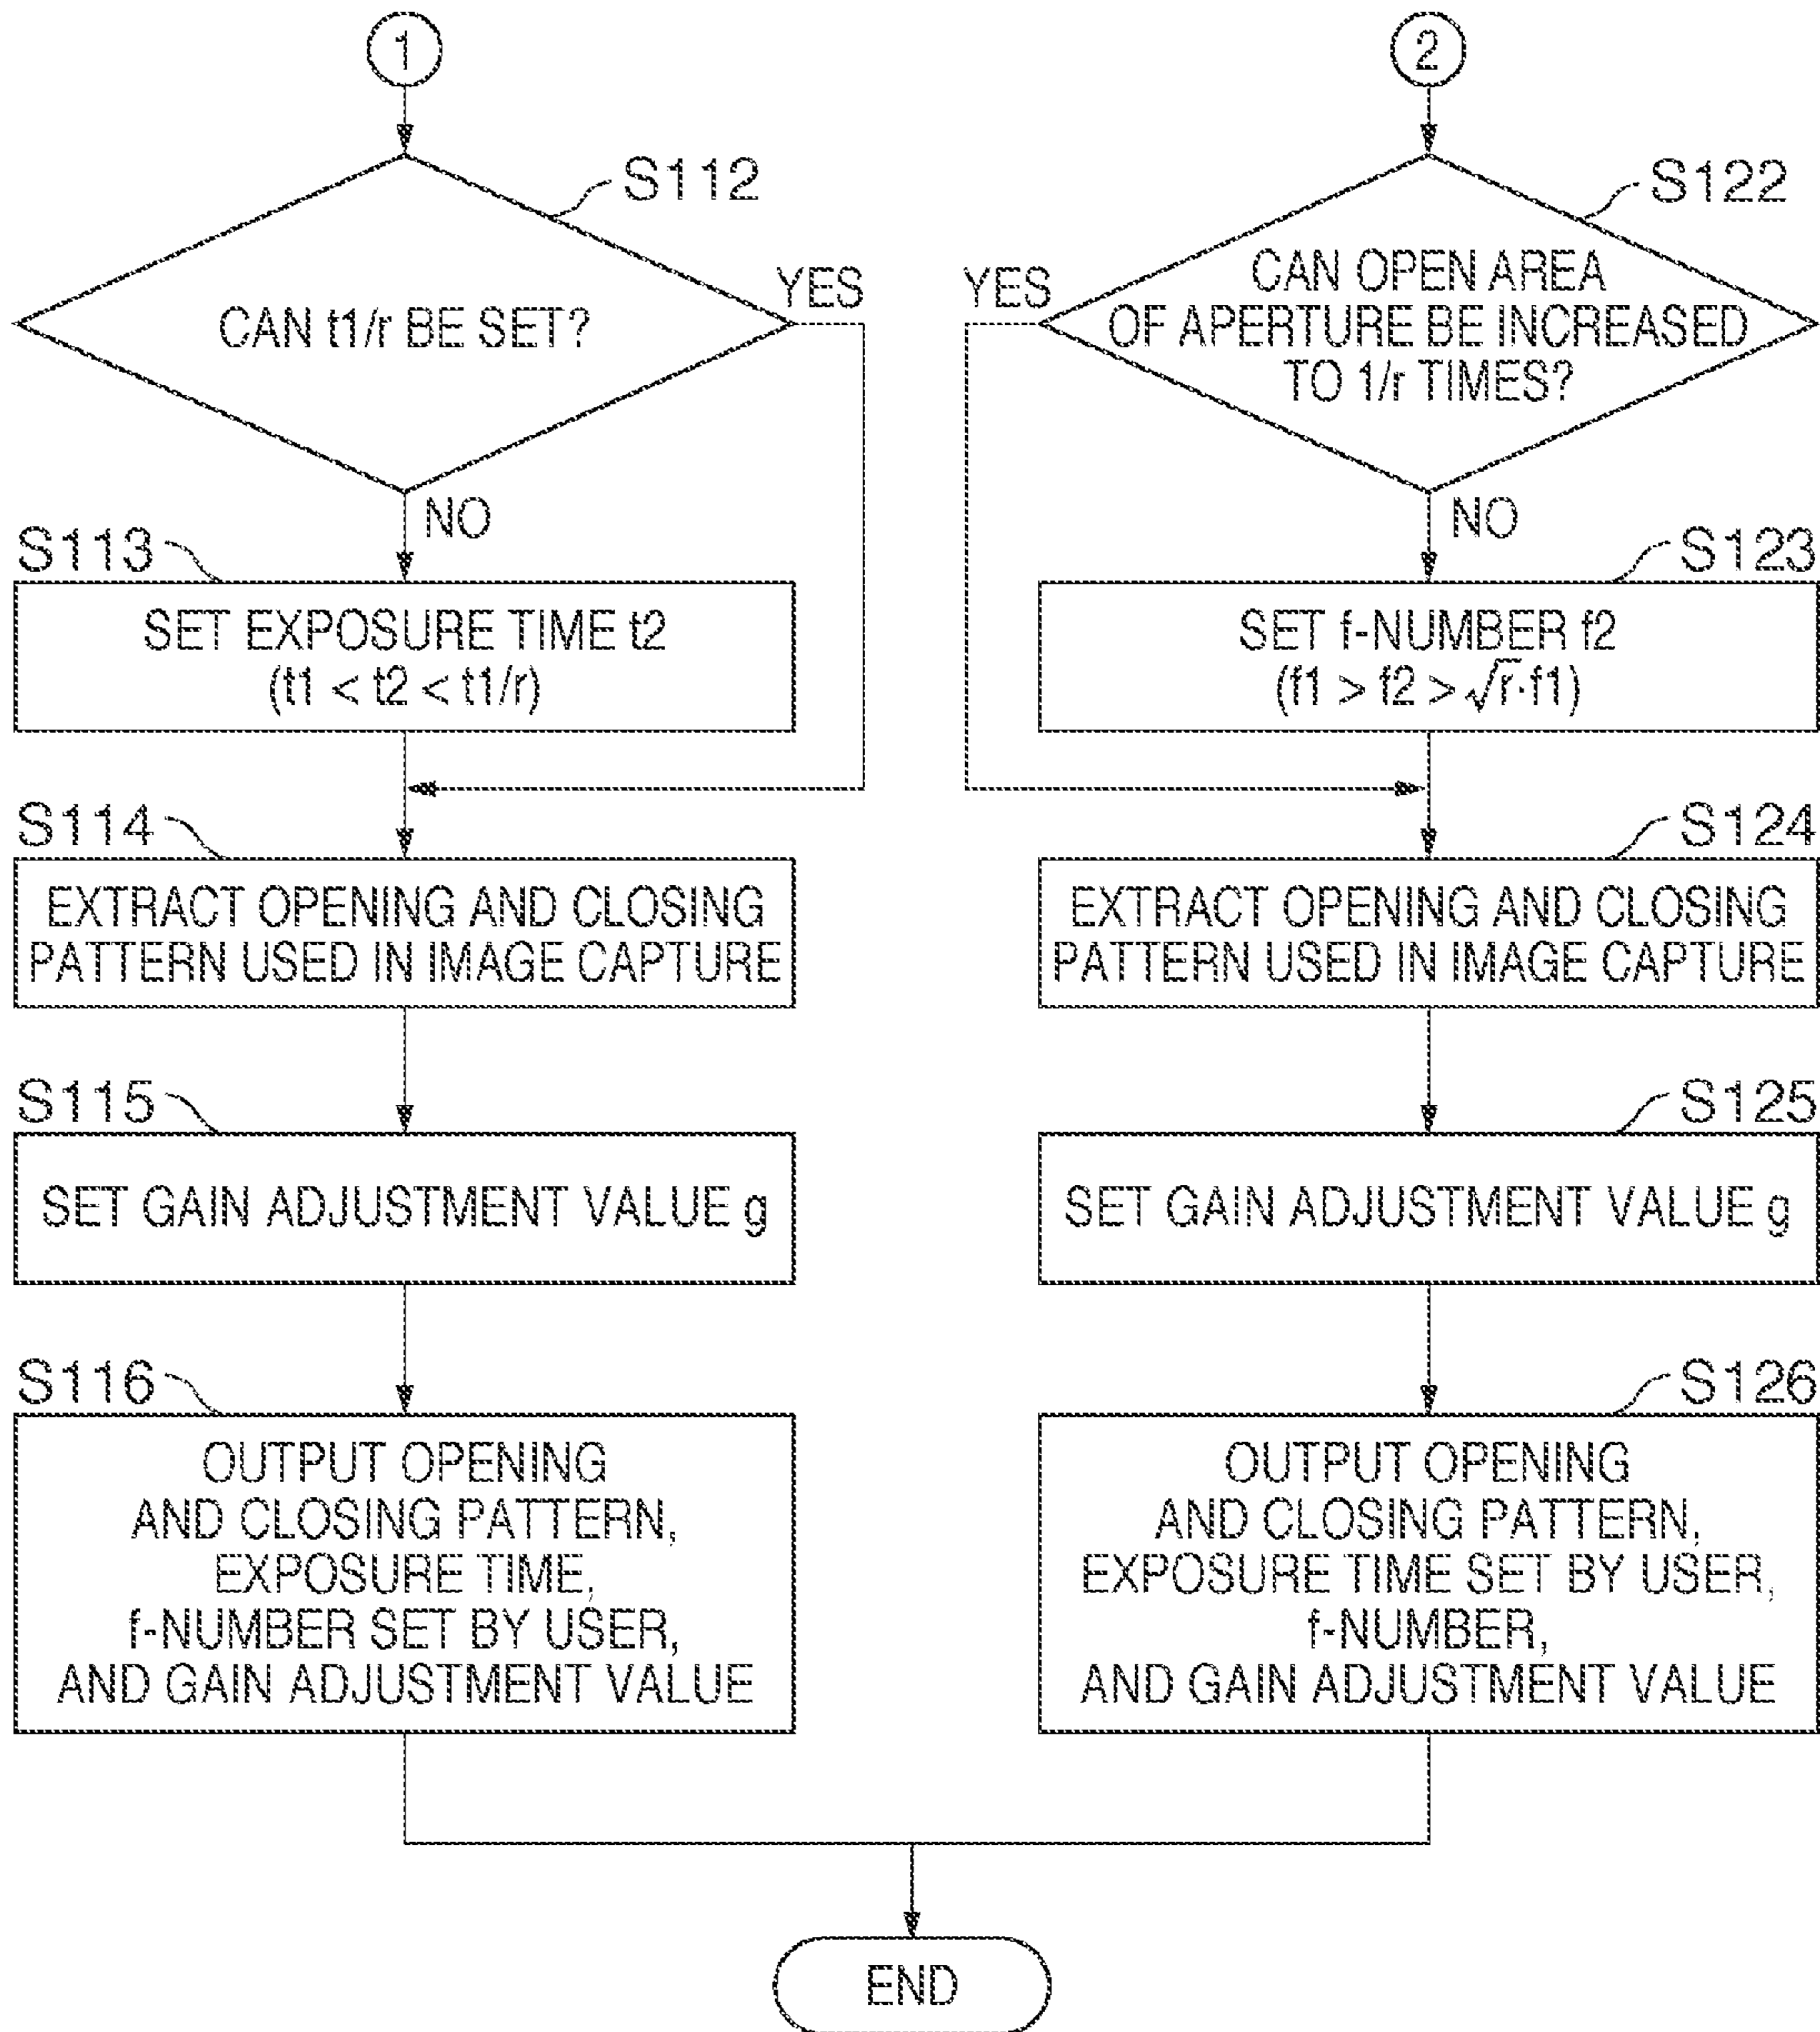 1
S112
CAN t1/r BE SET?
YES
NO
S113
SET EXPOSURE TIME t2
(t1 < t2 < t1/r)
S114
EXTRACT OPENING AND CLOSING
PATTERN USED IN IMAGE CAPTURE
S115
SET GAIN ADJUSTMENT VALUE g
S116
OUTPUT OPENING
AND CLOSING PATTERN,
EXPOSURE TIME,
f-NUMBER SET BY USER,
AND GAIN ADJUSTMENT VALUE
2
S122
CAN OPEN AREA
OF APERTURE BE INCREASED
TO 1/r TIMES?
YES
NO
S123
SET f-NUMBER f2
(f1 > f2 > √r·f1)
S124
EXTRACT OPENING AND CLOSING
PATTERN USED IN IMAGE CAPTURE
S125
SET GAIN ADJUSTMENT VALUE g
S126
OUTPUT OPENING
AND CLOSING PATTERN,
EXPOSURE TIME SET BY USER,
f-NUMBER,
AND GAIN ADJUSTMENT VALUE
END